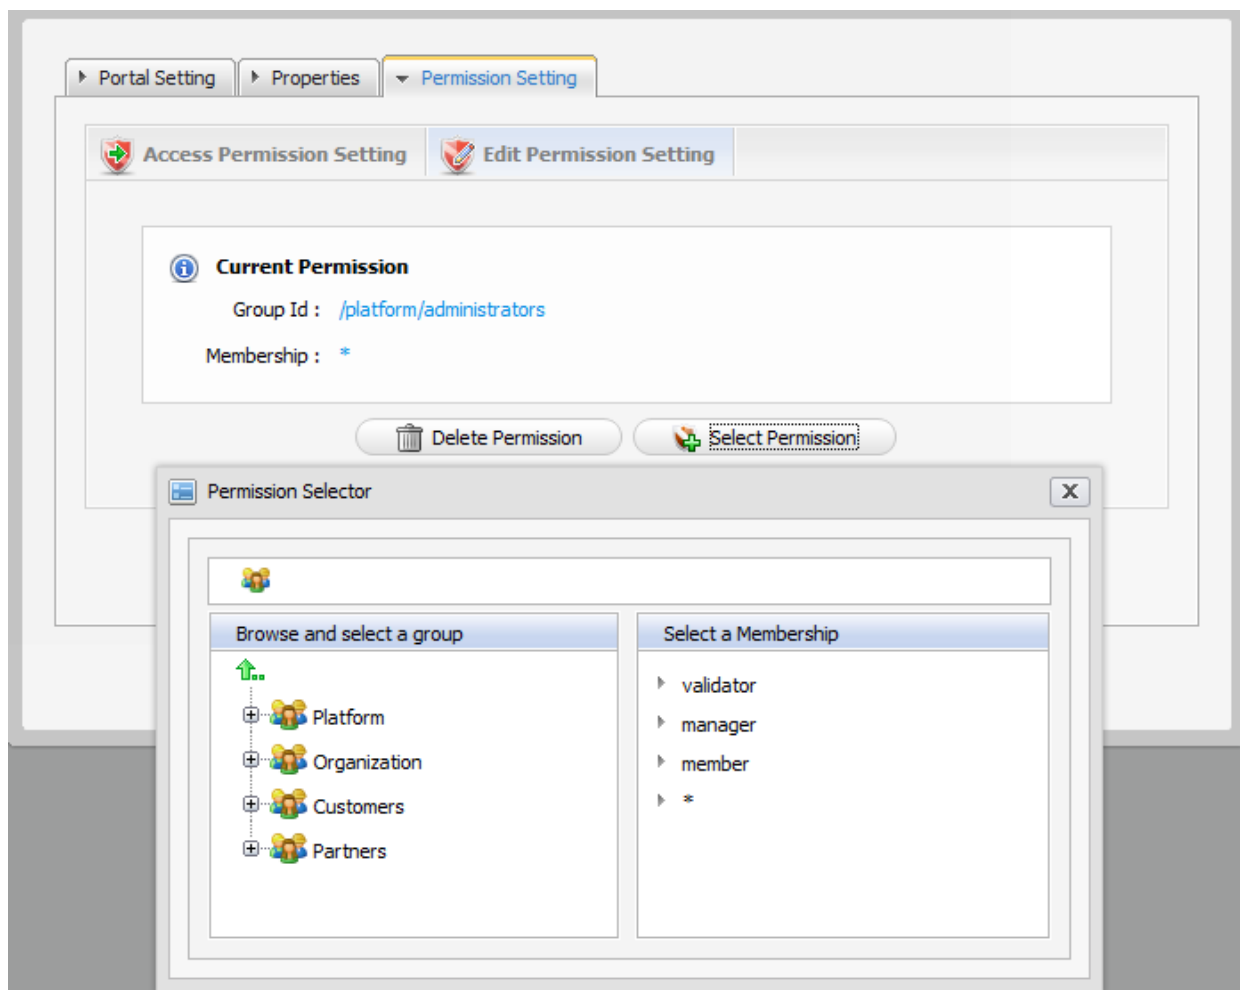 Portal Setting Properties Permission Setting
Access Permission Setting Edit Permission Setting
Current Permission
Group Id : /platform/administrators
Membership : *
Delete Permission Select Permission
Permission Selector
Browse and select a group Select a Membership
Platform
Organization
Customers
Partners
validator
manager
member
*